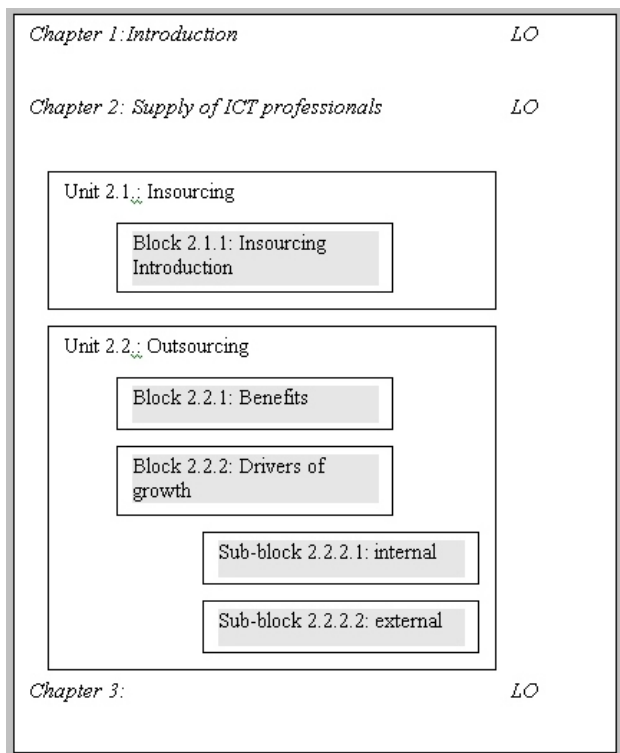 Chapter 1:Introduction LO
Chapter 2: Supply of ICT professionals LO
Unit 2.1.: Insourcing
Block 2.1.1: Insourcing
Introduction
Unit 2.2.: Outsourcing
Block 2.2.1: Benefits
Block 2.2.2: Drivers of
growth
Sub-block 2.2.2.1: internal
Sub-block 2.2.2.2: external
Chapter 3: LO